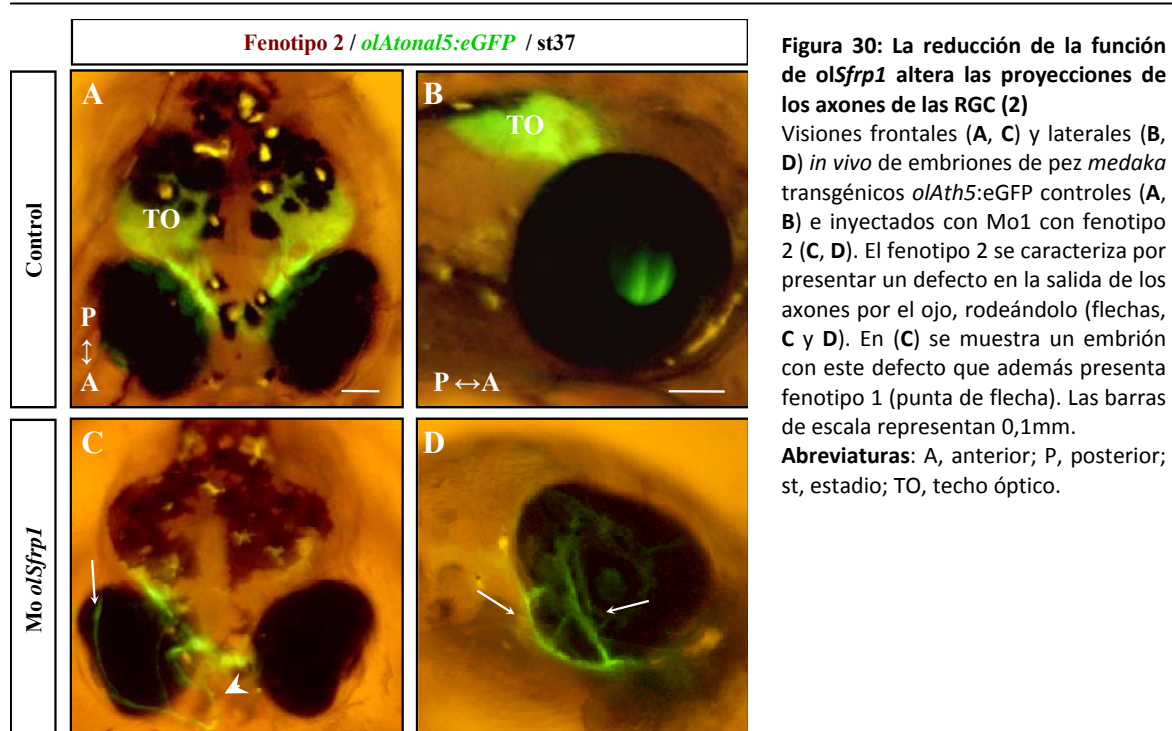 Fenotipo 2 / olAtonal5:eGFP / st37
Control
Mo olSfrp1
A
TO
P
↕
A
B
TO
P ↔A
C
D
Figura 30: La reducción de la función
de olSfrp1 altera las proyecciones de
los axones de las RGC (2)
Visiones frontales (A, C) y laterales (B,
D) in vivo de embriones de pez medaka
transgénicos olAth5:eGFP controles (A,
B) e inyectados con Mo1 con fenotipo
2 (C, D). El fenotipo 2 se caracteriza por
presentar un defecto en la salida de los
axones por el ojo, rodeándolo (flechas,
C y D). En (C) se muestra un embrión
con este defecto que además presenta
fenotipo 1 (punta de flecha). Las barras
de escala representan 0,1mm.
Abreviaturas: A, anterior; P, posterior;
st, estadio; TO, techo óptico.